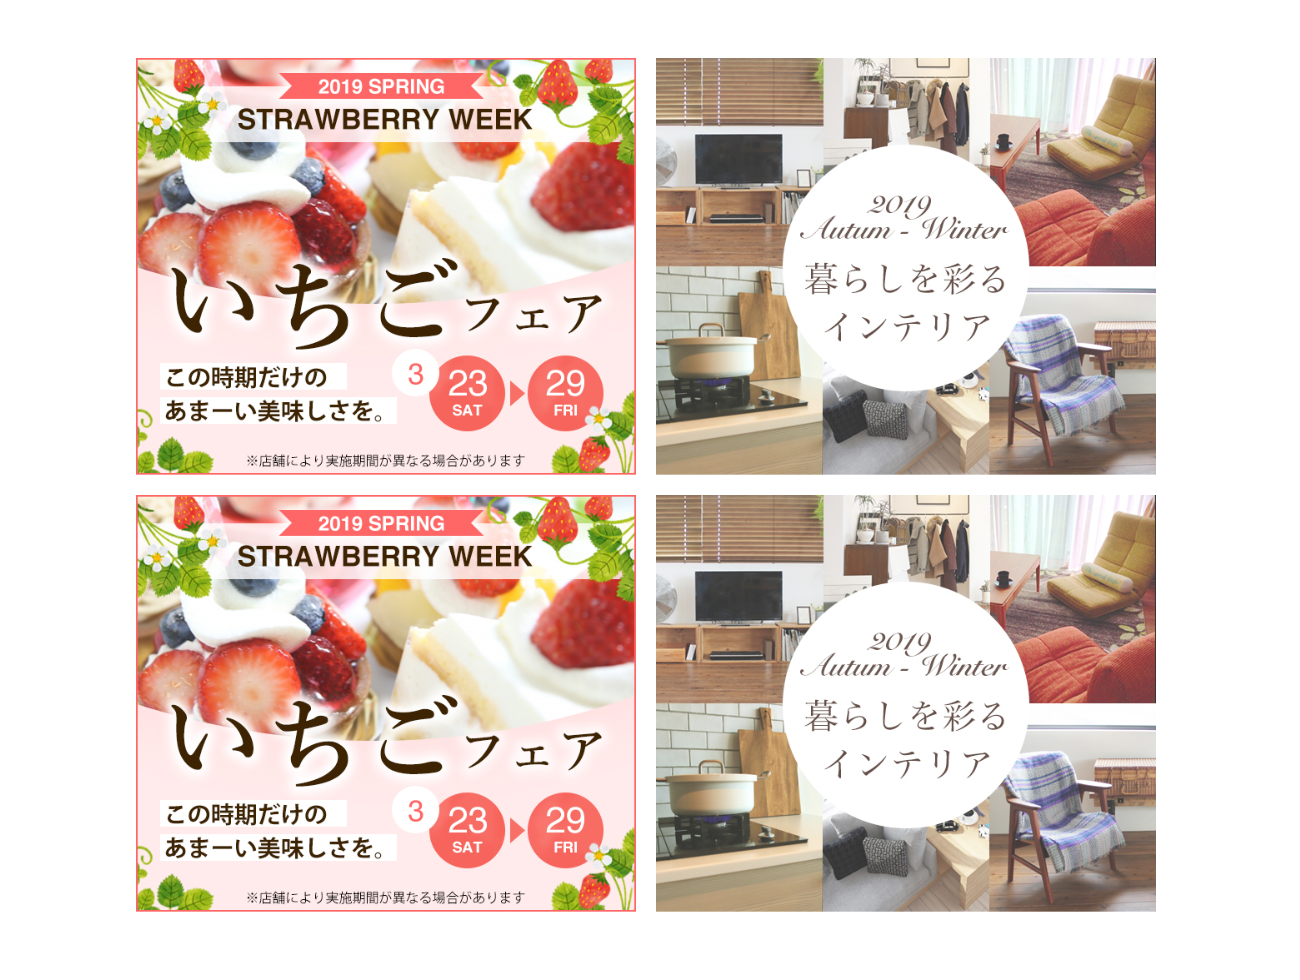 2019 SPRING
STRAWBERRY WEEK
いちごフェア
この時期だけの
あまーい美味しさを。
3 23 SAT 29 FRI
※店舗により実施期間が異なる場合があります
2019
Autum - Winter
暮らしを彩る
インテリア
2019 SPRING
STRAWBERRY WEEK
いちごフェア
この時期だけの
あまーい美味しさを。
3 23 SAT 29 FRI
※店舗により実施期間が異なる場合があります
2019
Autum - Winter
暮らしを彩る
インテリア